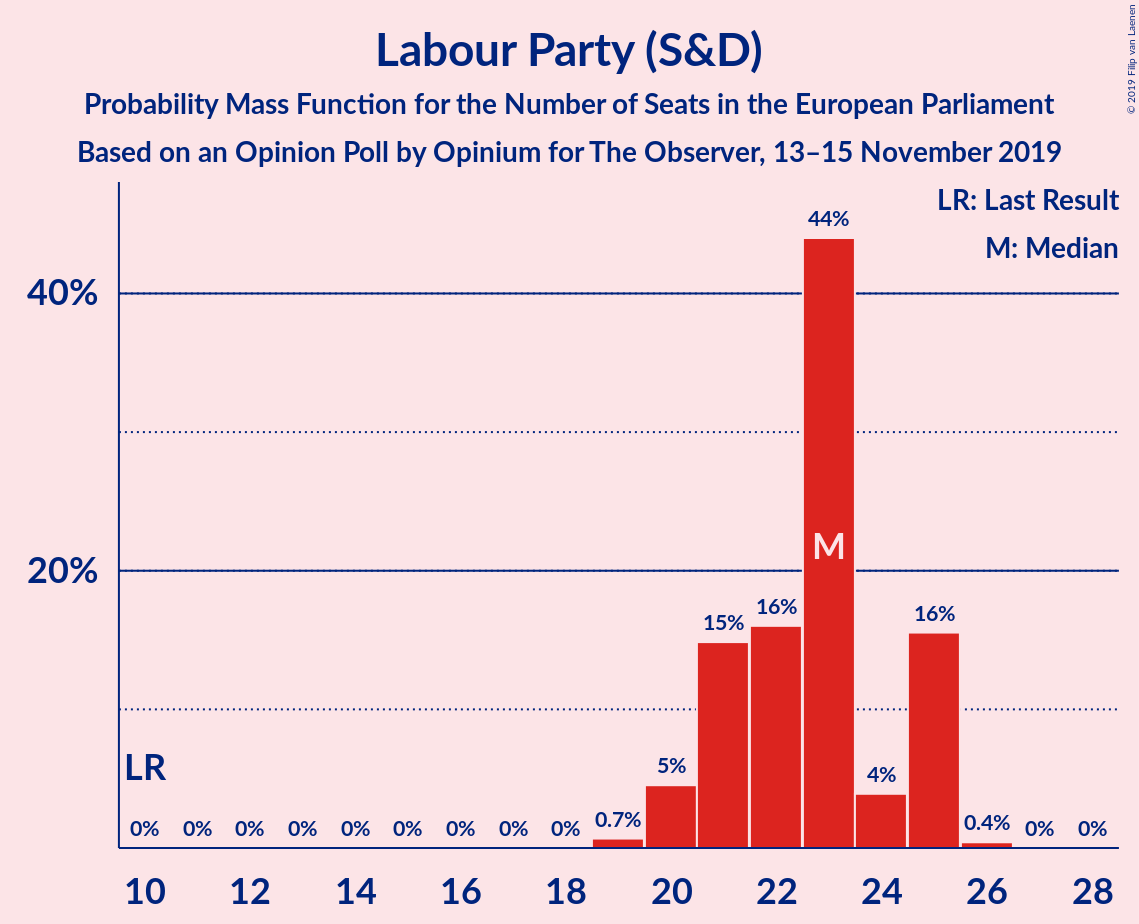 Labour Party (S&D)
Probability Mass Function for the Number of Seats in the European Parliament
Based on an Opinion Poll by Opinium for The Observer, 13–15 November 2019
© 2019 Filip van Laenen
LR: Last Result
M: Median
40%
20%
44%
M
15%
16%
16%
LR
5%
4%
0% 0% 0% 0% 0% 0% 0% 0% 0% 0.7% 0.4% 0% 0%
10 12 14 16 18 20 22 24 26 28